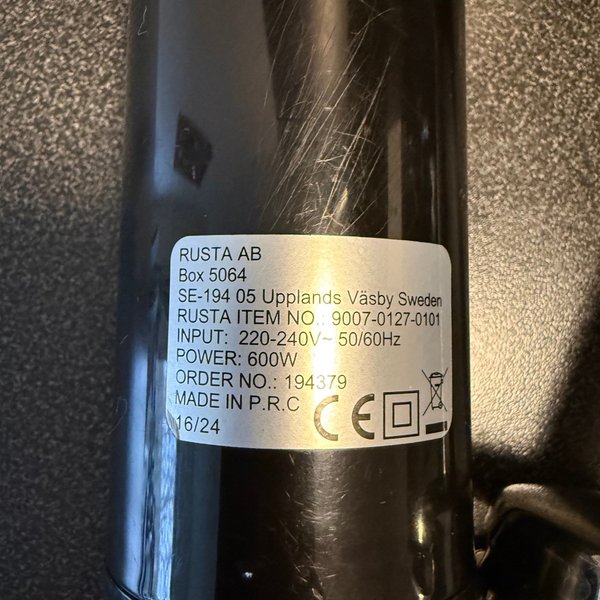 RUSTA AB
Box 5064
SE-194 05 Upplands Väsby Sweden
RUSTA ITEM NO.: 9007-0127-0101
INPUT: 220-240V~ 50/60Hz
POWER: 600W
ORDER NO.: 194379
MADE IN P.R.C
16/24
CE